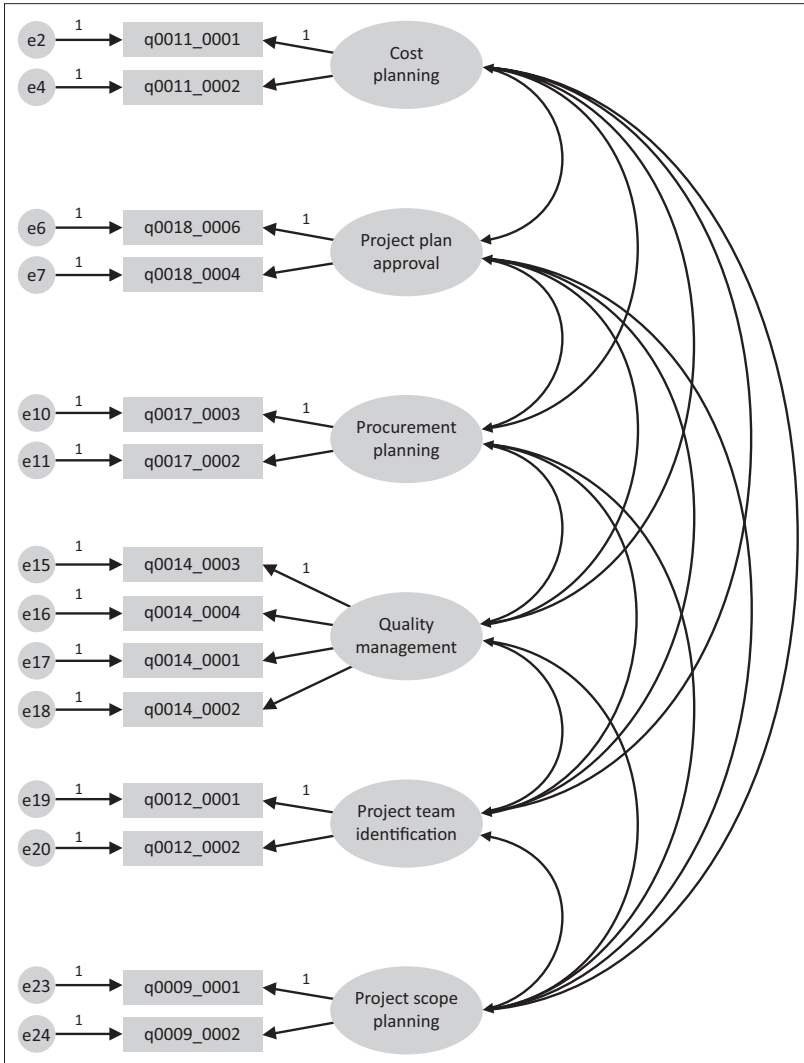 e2 1 q0011_0001 1 Cost
planning
e4 1 q0011_0002
e6 1 q0018_0006 1 Project plan
approval
e7 1 q0018_0004
e10 1 q0017_0003 1 Procurement
planning
e11 1 q0017_0002
e15 1 q0014_0003 1
e16 1 q0014_0004 Quality
management
e17 1 q0014_0001
e18 1 q0014_0002
e19 1 q0012_0001 1 Project team
identification
e20 1 q0012_0002
e23 1 q0009_0001 1 Project scope
planning
e24 1 q0009_0002